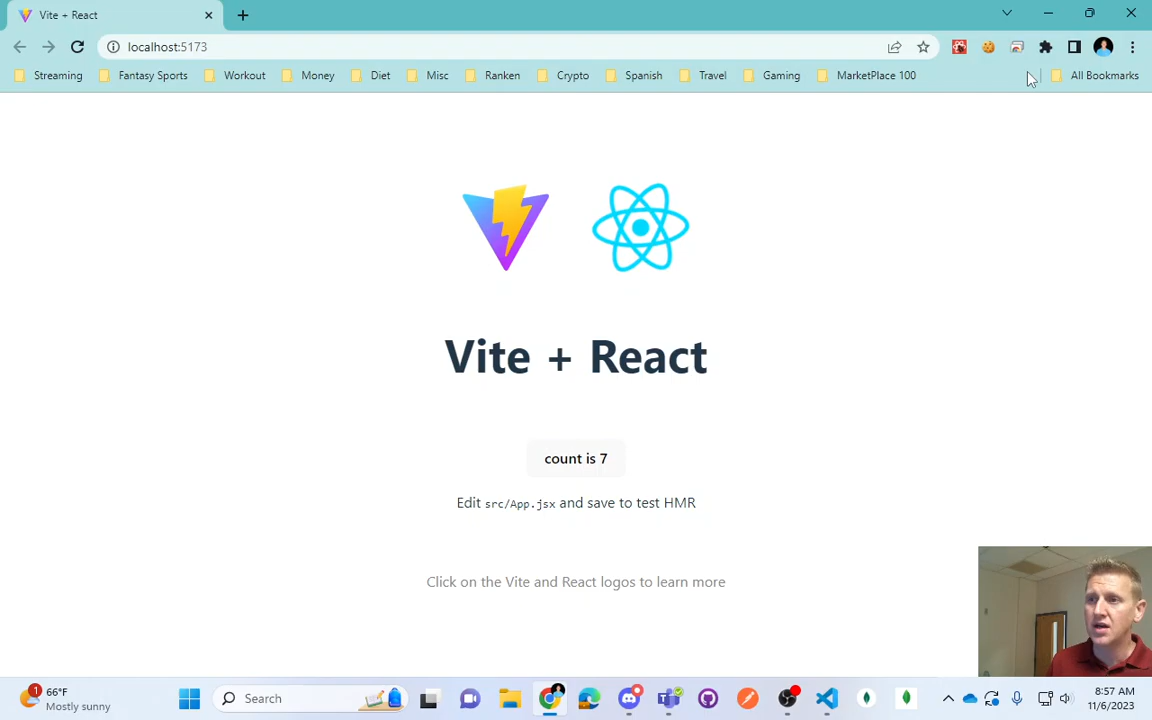 Vite + React
localhost:5173
Streaming Fantasy Sports Workout Money Diet Misc Ranken Crypto Spanish Travel Gaming MarketPlace 100 All Bookmarks
Vite + React
count is 7
Edit src/App.jsx and save to test HMR
Click on the Vite and React logos to learn more
1
66°F
Mostly sunny
Search
8:57 AM
11/6/2023